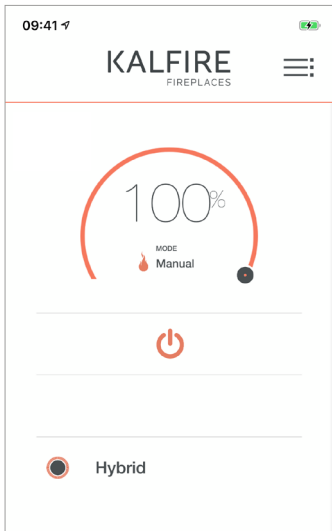 09:41
KALFIRE
FIREPLACES
100%
MODE
Manual
Hybrid